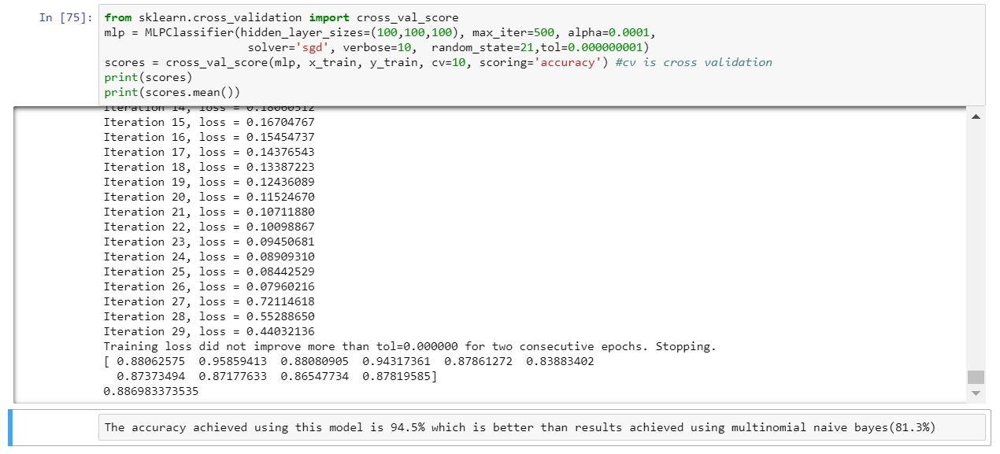 In [75]: from sklearn.cross_validation import cross_val_score
mlp = MLPClassifier(hidden_layer_sizes=(100,100,100), max_iter=500, alpha=0.0001,
solver='sgd', verbose=10,  random_state=21,tol=0.000000001)
scores = cross_val_score(mlp, x_train, y_train, cv=10, scoring='accuracy') #cv is cross validation
print(scores)
print(scores.mean())
Iteration 14, loss = 0.18060512
Iteration 15, loss = 0.16704767
Iteration 16, loss = 0.15454737
Iteration 17, loss = 0.14376543
Iteration 18, loss = 0.13387223
Iteration 19, loss = 0.12436089
Iteration 20, loss = 0.11524670
Iteration 21, loss = 0.10711880
Iteration 22, loss = 0.10098867
Iteration 23, loss = 0.09450681
Iteration 24, loss = 0.08909310
Iteration 25, loss = 0.08442529
Iteration 26, loss = 0.07960216
Iteration 27, loss = 0.72114618
Iteration 28, loss = 0.55288650
Iteration 29, loss = 0.44032136
Training loss did not improve more than tol=0.000000 for two consecutive epochs. Stopping.
[ 0.88062575  0.95859413  0.88080905  0.94317361  0.87861272  0.83883402
0.87373494  0.87177633  0.86547734  0.87819585]
0.886983373535
The accuracy achieved using this model is 94.5% which is better than results achieved using multinomial naive bayes(81.3%)